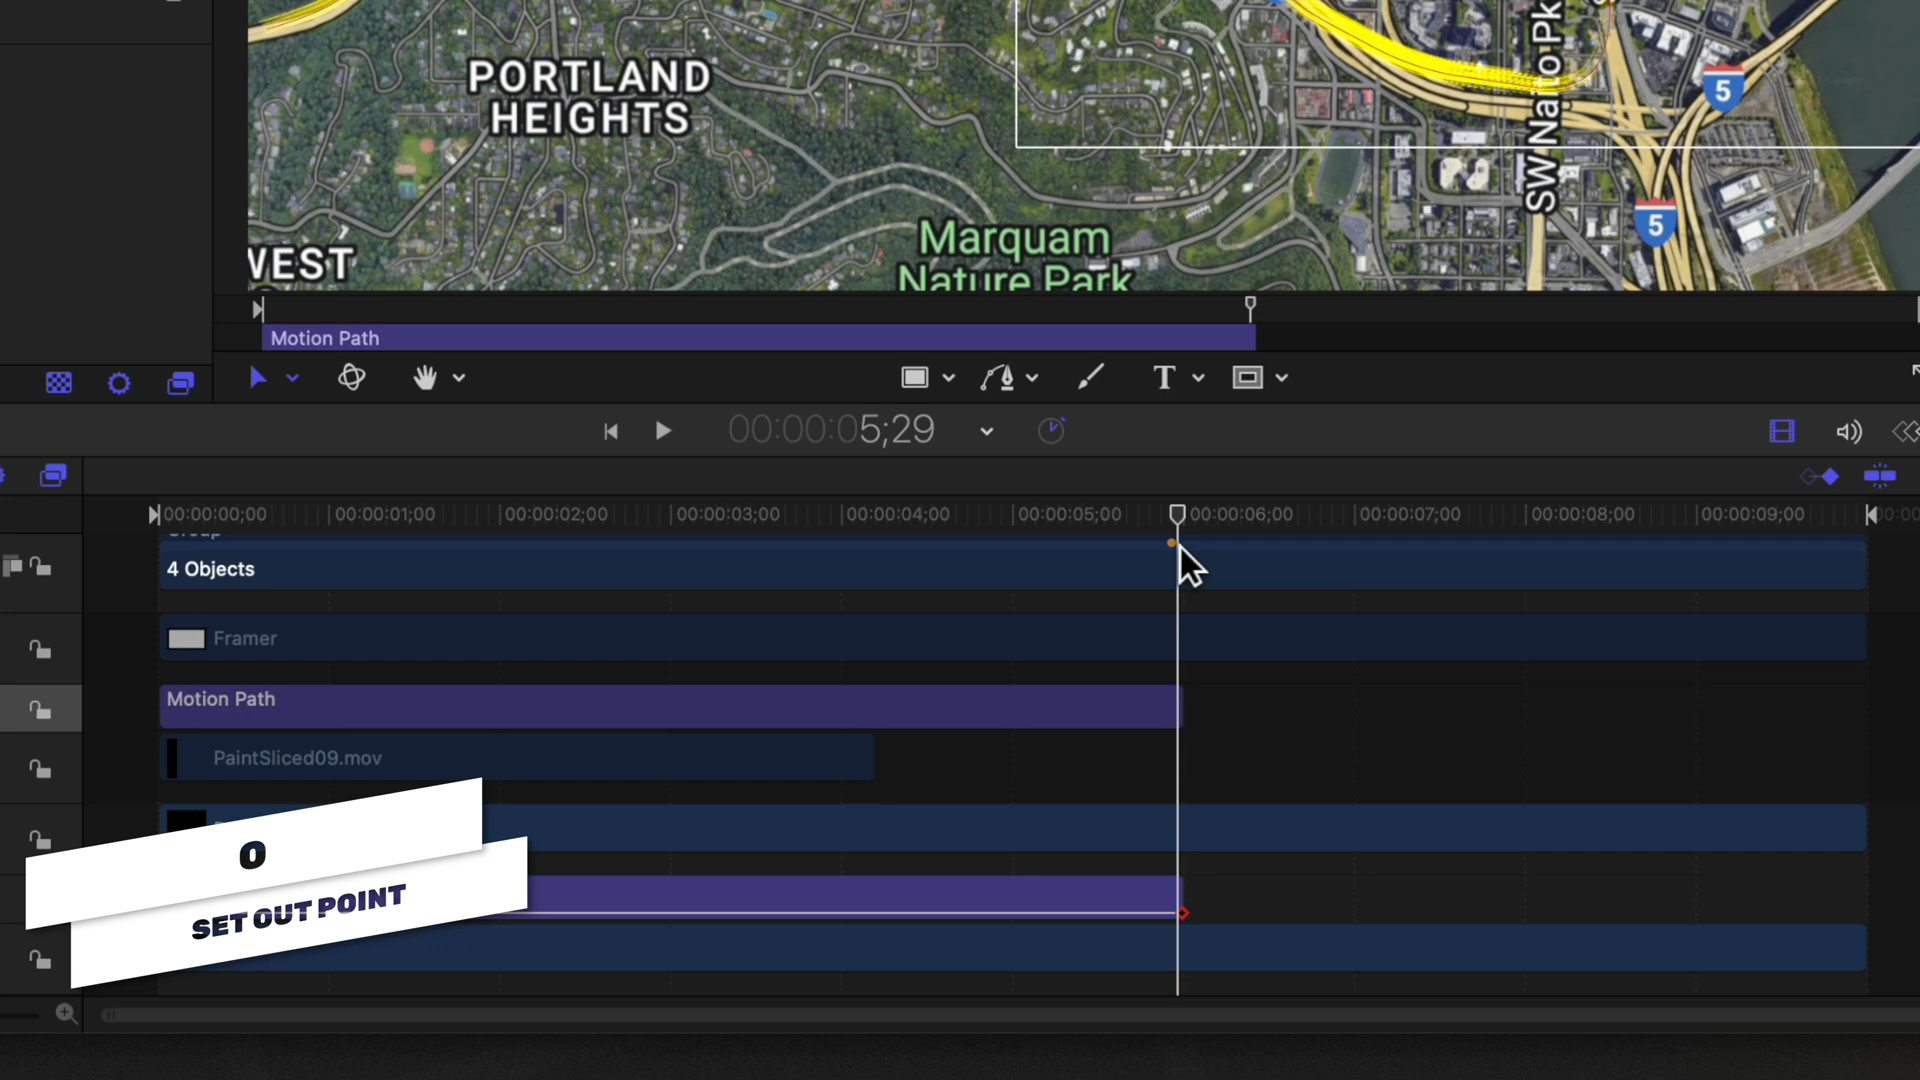 PORTLAND
HEIGHTS
5
SW Naito Pk
5
Marquam
WEST
Nature Park
Motion Path
T
00:00:05;29
00:00:00;00
00:00:01;00
00:00:02;00
00:00:03;00
00:00:04;00
00:00:05;00
00:00:06;00
00:00:07;00
00:00:08;00
00:00:09;00
Group
4 Objects
Framer
Motion Path
PaintSliced09.mov
O
SET OUT POINT